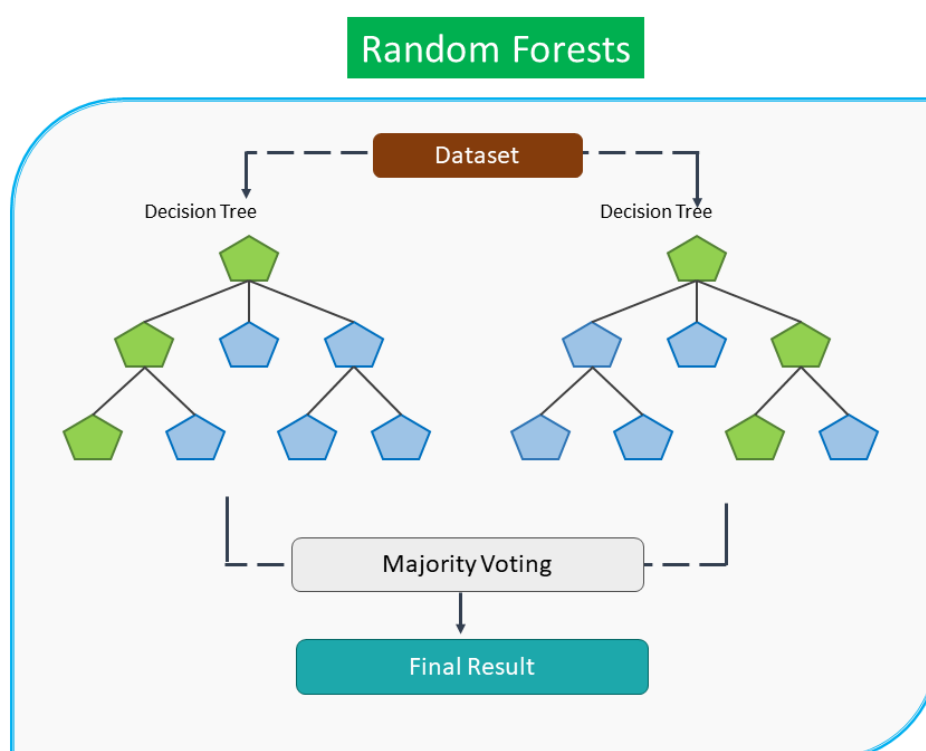 Random Forests
Dataset
Decision Tree
Decision Tree
Majority Voting
Final Result